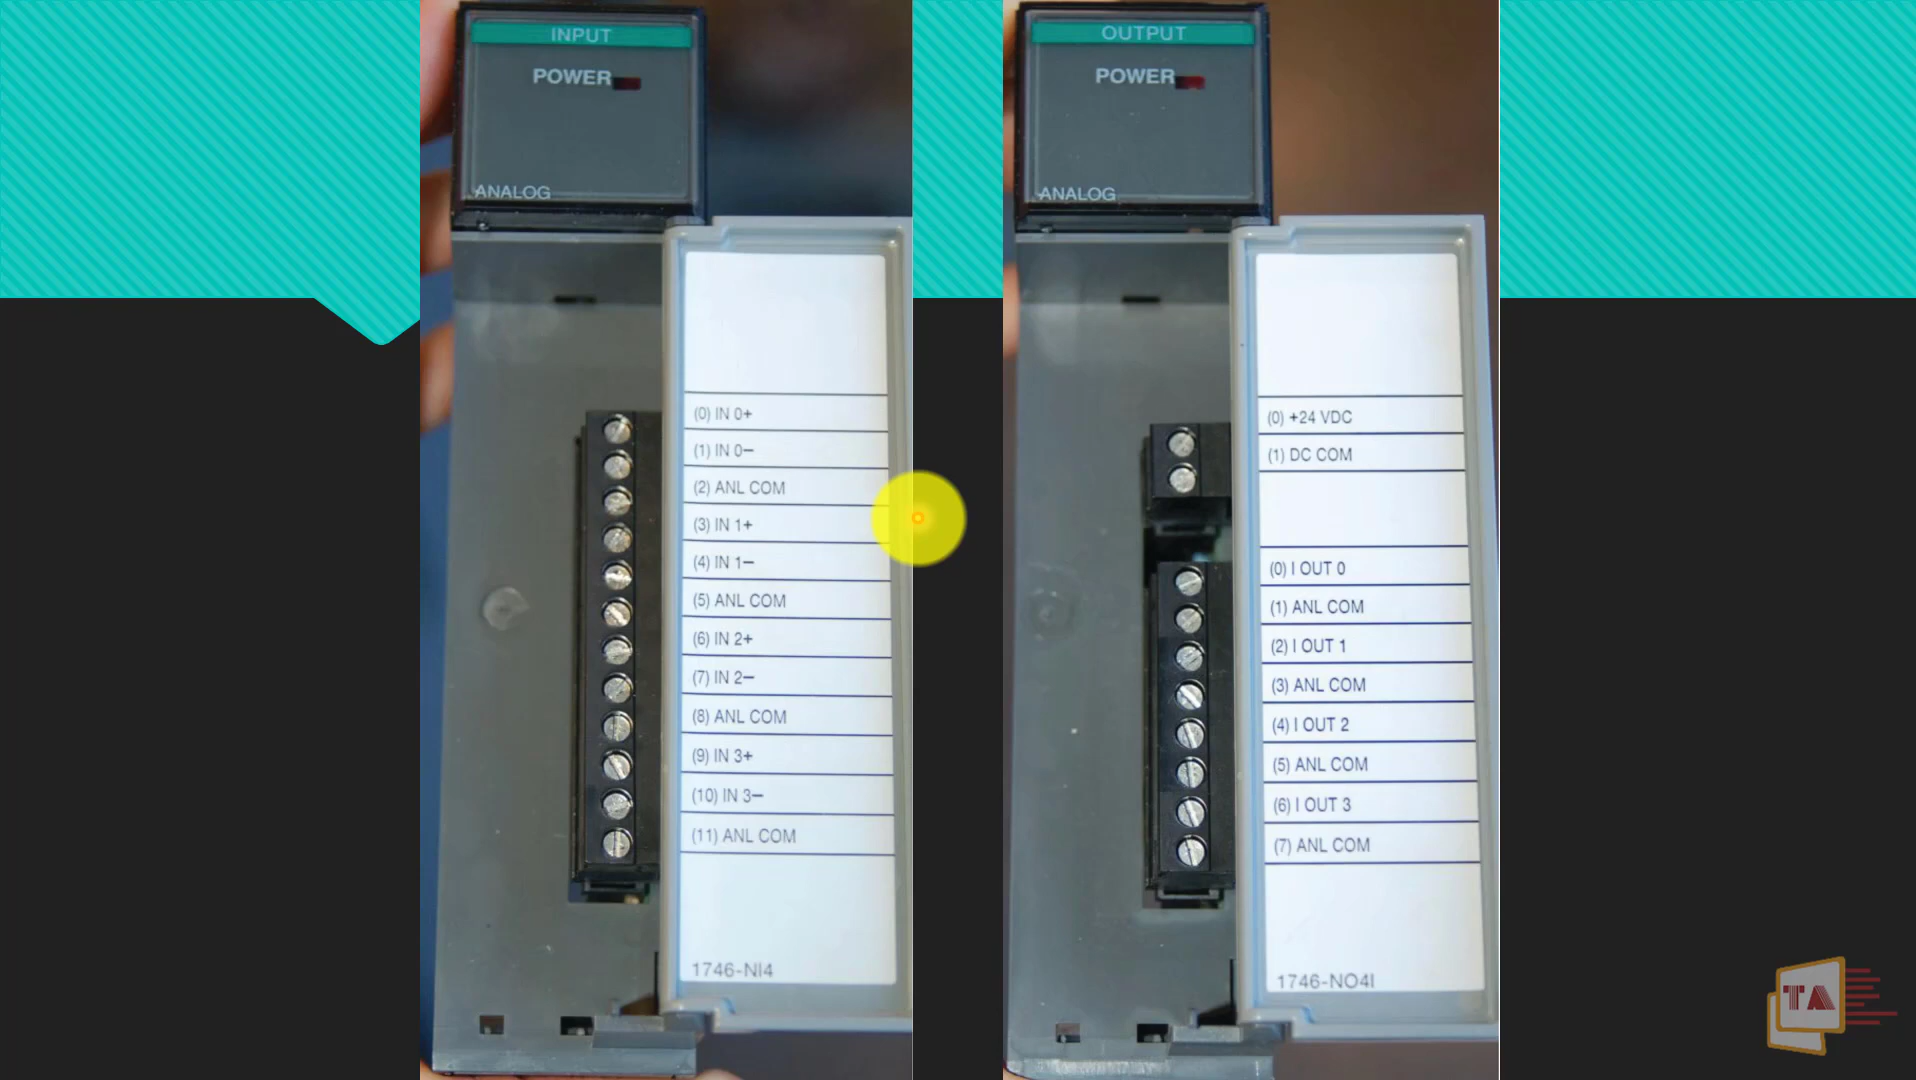 INPUT
POWER
ANALOG
(0) IN 0+
(1) IN 0−
(2) ANL COM
(3) IN 1+
(4) IN 1−
(5) ANL COM
(6) IN 2+
(7) IN 2−
(8) ANL COM
(9) IN 3+
(10) IN 3−
(11) ANL COM
1746-NI4
OUTPUT
POWER
ANALOG
(0) +24 VDC
(1) DC COM
(0) I OUT 0
(1) ANL COM
(2) I OUT 1
(3) ANL COM
(4) I OUT 2
(5) ANL COM
(6) I OUT 3
(7) ANL COM
1746-NO4I
TA